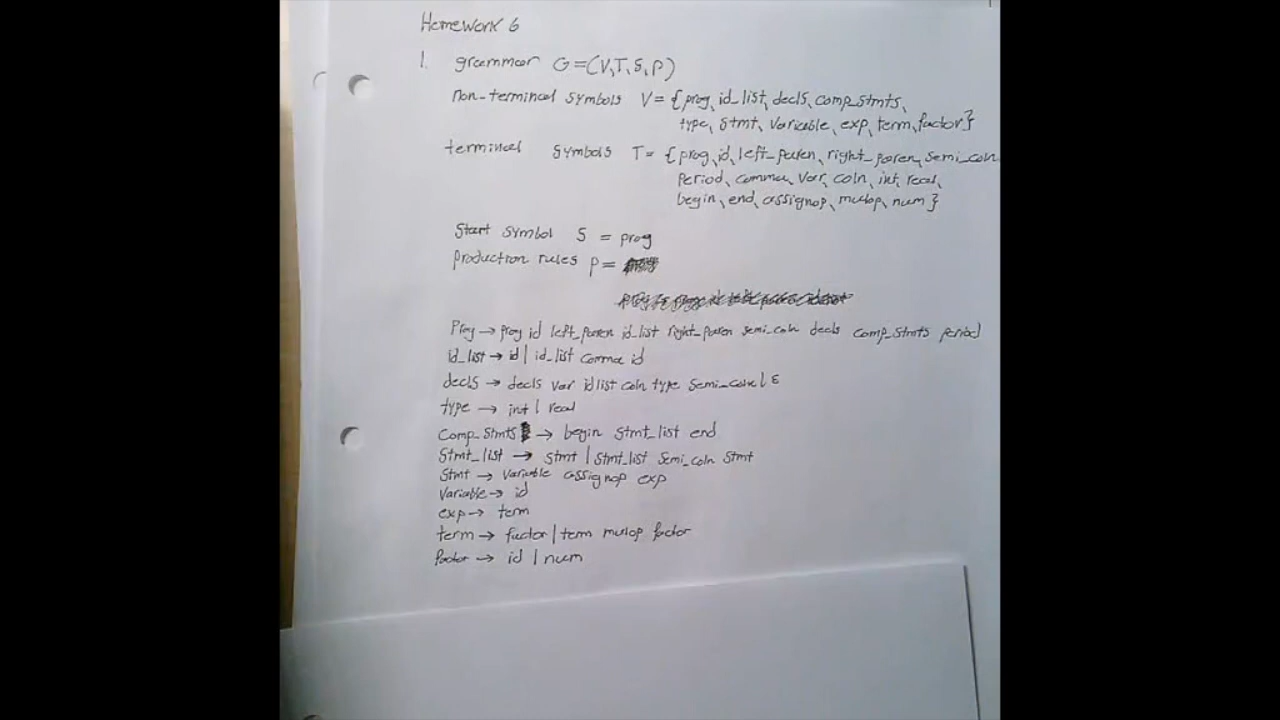 Homework 6
1. grammar G=(V,T,S,P)
non-terminal symbols V = {prog, id_list, decls, comp_stmts,
type, stmt, variable, exp, term, factor}
terminal symbols T = {prog, id, left_paren, right_paren, semi_coln
period, comma, var, coln, int, real,
begin, end, assignop, mulop, num}
Start symbol S = prog
production rules P =
Prog → prog id left_paren id_list right_paren semi_coln decls comp_stmts period
id_list → id | id_list comma id
decls → decls var idlist coln type semi_coln | ε
type → int | real
Comp_stmts → begin stmt_list end
Stmt_list → stmt | stmt_list semi_coln stmt
Stmt → variable assignop exp
Variable → id
exp → term
term → factor | term mulop factor
factor → id | num